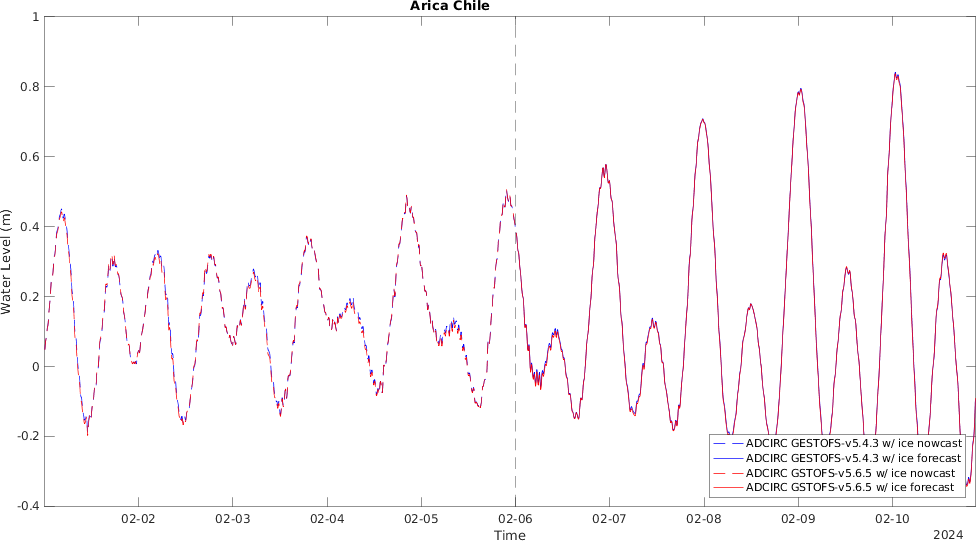 Arica Chile
Water Level (m)
1
0.8
0.6
0.4
0.2
0
-0.2
-0.4
ADCIRC GESTOFS-v5.4.3 w/ ice nowcast
ADCIRC GESTOFS-v5.4.3 w/ ice forecast
ADCIRC GSTOFS-v5.6.5 w/ ice nowcast
ADCIRC GSTOFS-v5.6.5 w/ ice forecast
02-02 02-03 02-04 02-05 02-06 02-07 02-08 02-09 02-10
Time
2024